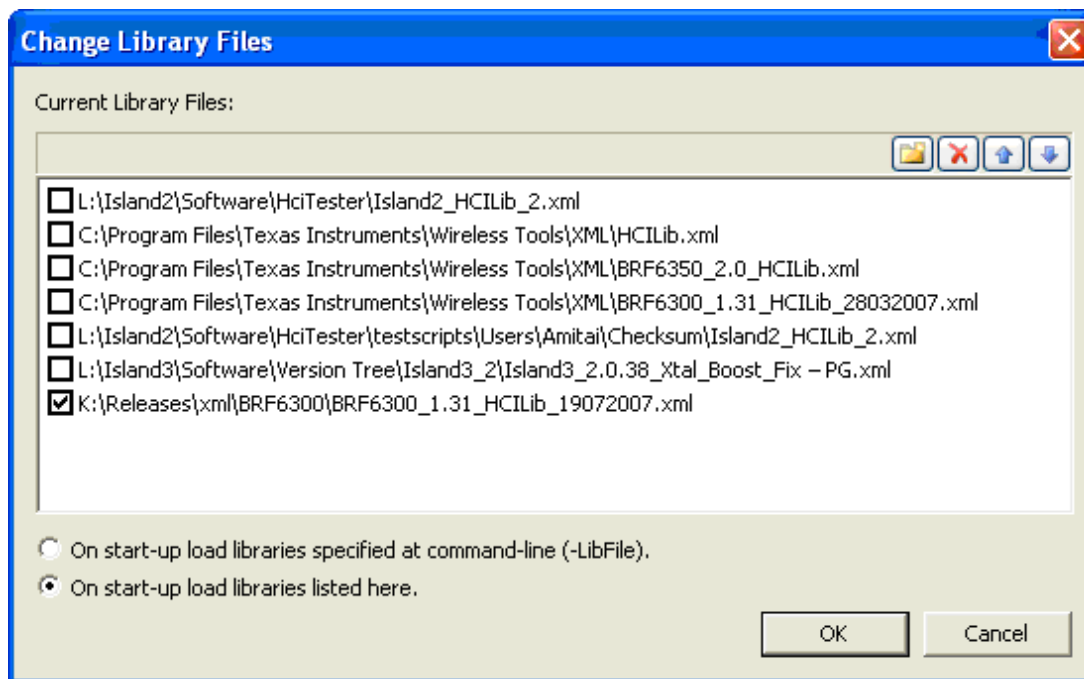 Change Library Files
Current Library Files:
L:\Island2\Software\HciTester\Island2_HCILib_2.xml
C:\Program Files\Texas Instruments\Wireless Tools\XML\HCILib.xml
C:\Program Files\Texas Instruments\Wireless Tools\XML\BRF6350_2.0_HCILib.xml
C:\Program Files\Texas Instruments\Wireless Tools\XML\BRF6300_1.31_HCILib_28032007.xml
L:\Island2\Software\HciTester\testscripts\Users\Amitai\Checksum\Island2_HCILib_2.xml
L:\Island3\Software\Version Tree\Island3_2\Island3_2.0.38_Xtal_Boost_Fix – PG.xml
K:\Releases\xml\BRF6300\BRF6300_1.31_HCILib_19072007.xml
On start-up load libraries specified at command-line (-LibFile).
On start-up load libraries listed here.
OK Cancel